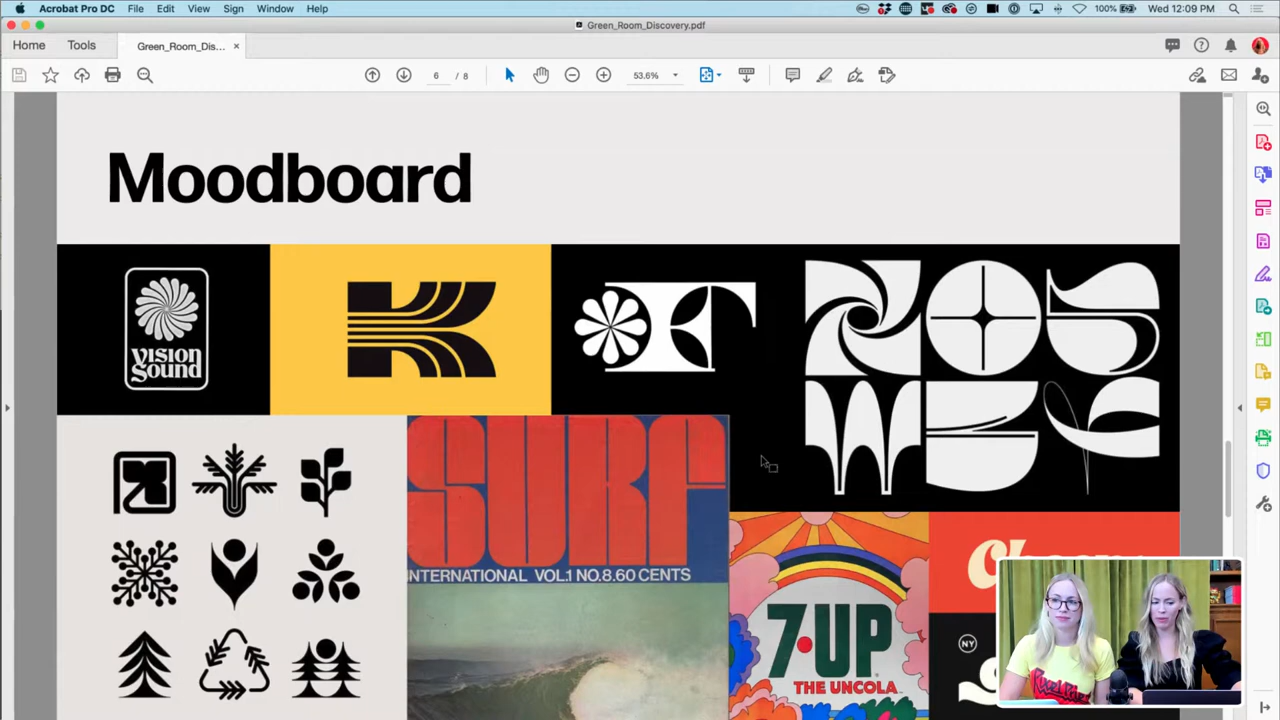 Acrobat Pro DC File Edit View Sign Window Help 100% Wed 12:09 PM
Green_Room_Discovery.pdf
Home Tools Green_Room_Dis... ×
6 / 8 53.6%
Moodboard
VISION
SOUND
K
SURF
INTERNATIONAL VOL.1 NO.8.60 CENTS
7·UP
THE UNCOLA
NY